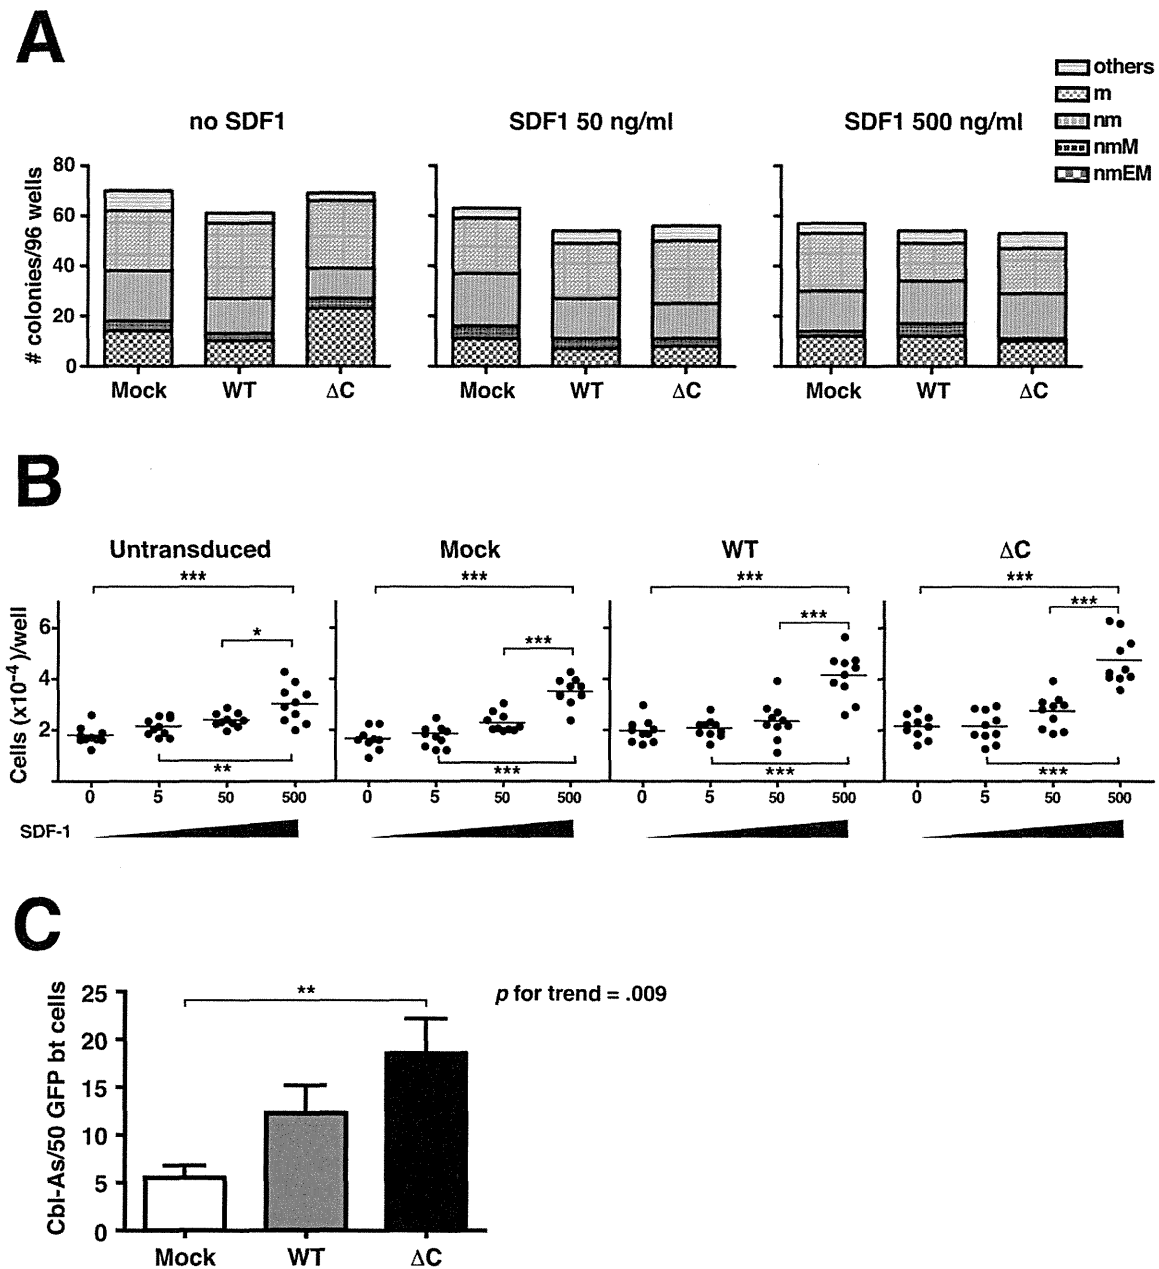 A
others
m
nm
nmM
nmEM
no SDF1
SDF1 50 ng/ml
SDF1 500 ng/ml
# colonies/96 wells
80
60
40
20
0
Mock WT ΔC
Mock WT ΔC
Mock WT ΔC
B
Untransduced
Mock
WT
ΔC
*** *** *** ***
* *** *** ***
Cells (x10-4)/well
6
4
2
** *** *** ***
0 5 50 500
0 5 50 500
0 5 50 500
0 5 50 500
SDF-1
C
Cbl-As/50 GFP bt cells
25
20
15
10
5
0
**
p for trend = .009
Mock WT ΔC